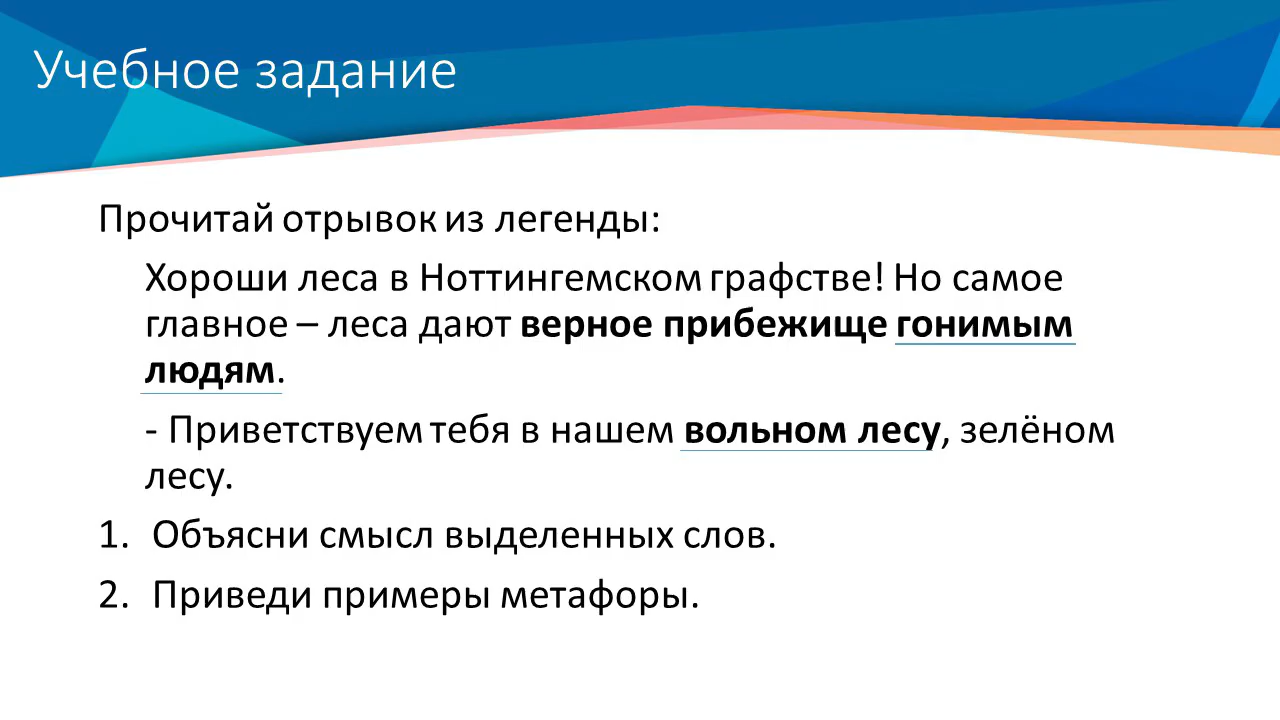 Учебное задание
Прочитай отрывок из легенды:
Хороши леса в Ноттингемском графстве! Но самое
главное – леса дают верное прибежище гонимым
людям.
- Приветствуем тебя в нашем вольном лесу, зелёном
лесу.
1. Объясни смысл выделенных слов.
2. Приведи примеры метафоры.